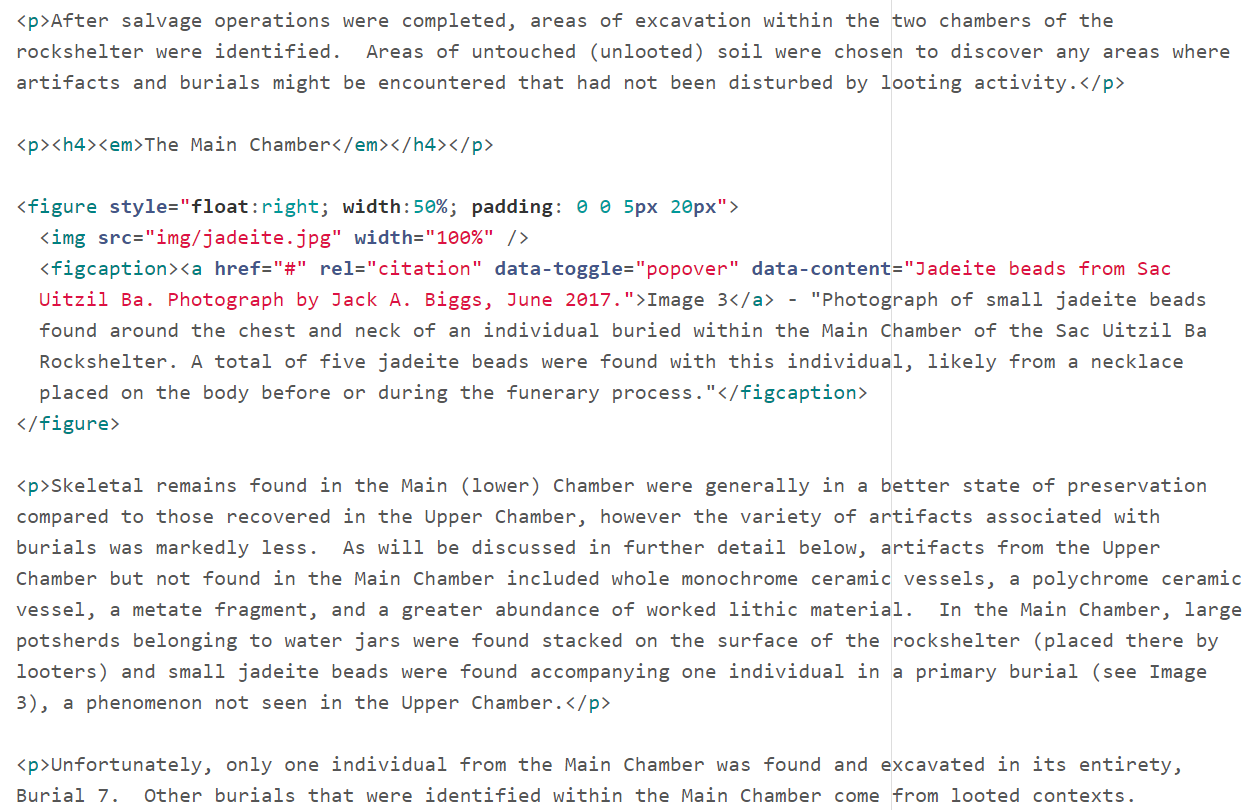 <p>After salvage operations were completed, areas of excavation within the two chambers of the
rockshelter were identified.  Areas of untouched (unlooted) soil were chosen to discover any areas where
artifacts and burials might be encountered that had not been disturbed by looting activity.</p>

<p><h4><em>The Main Chamber</em></h4></p>

<figure style="float:right; width:50%; padding: 0 0 5px 20px">
  <img src="img/jadeite.jpg" width="100%" />
  <figcaption><a href="#" rel="citation" data-toggle="popover" data-content="Jadeite beads from Sac
  Uitzil Ba. Photograph by Jack A. Biggs, June 2017.">Image 3</a> - "Photograph of small jadeite beads
  found around the chest and neck of an individual buried within the Main Chamber of the Sac Uitzil Ba
  Rockshelter. A total of five jadeite beads were found with this individual, likely from a necklace
  placed on the body before or during the funerary process."</figcaption>
</figure>

<p>Skeletal remains found in the Main (lower) Chamber were generally in a better state of preservation
compared to those recovered in the Upper Chamber, however the variety of artifacts associated with
burials was markedly less.  As will be discussed in further detail below, artifacts from the Upper
Chamber but not found in the Main Chamber included whole monochrome ceramic vessels, a polychrome ceramic
vessel, a metate fragment, and a greater abundance of worked lithic material.  In the Main Chamber, large
potsherds belonging to water jars were found stacked on the surface of the rockshelter (placed there by
looters) and small jadeite beads were found accompanying one individual in a primary burial (see Image
3), a phenomenon not seen in the Upper Chamber.</p>

<p>Unfortunately, only one individual from the Main Chamber was found and excavated in its entirety,
Burial 7.  Other burials that were identified within the Main Chamber come from looted contexts.